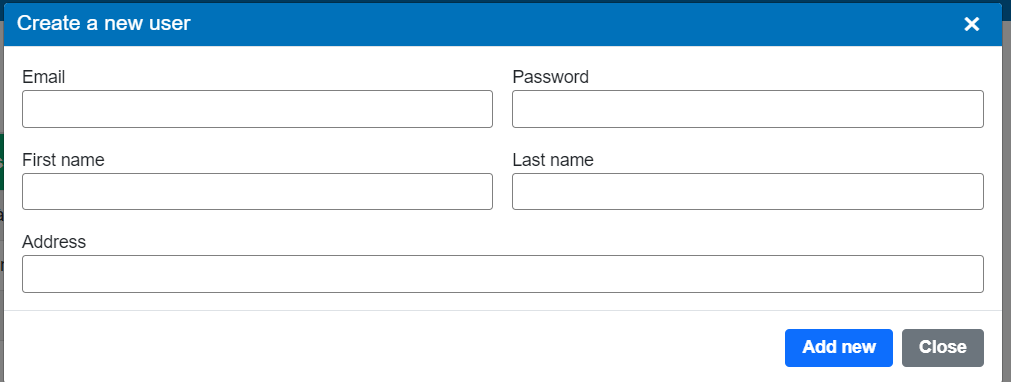 Create a new user ×
Email Password
First name Last name
Address
Add new Close